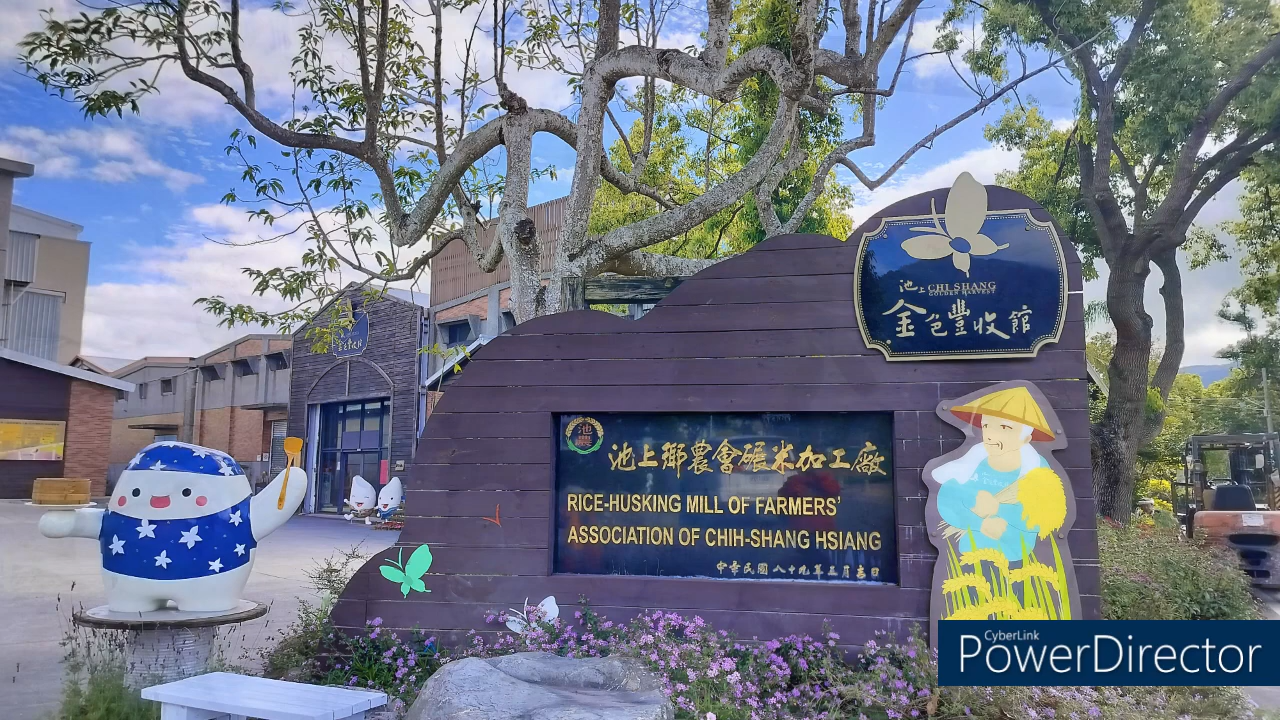 池上 CHI SHANG
GOLDEN HARVEST
金色豐收館
池上鄉農會碾米加工廠
RICE-HUSKING MILL OF FARMERS'
ASSOCIATION OF CHIH-SHANG HSIANG
中華民國八十九年三月吉日
CyberLink
PowerDirector